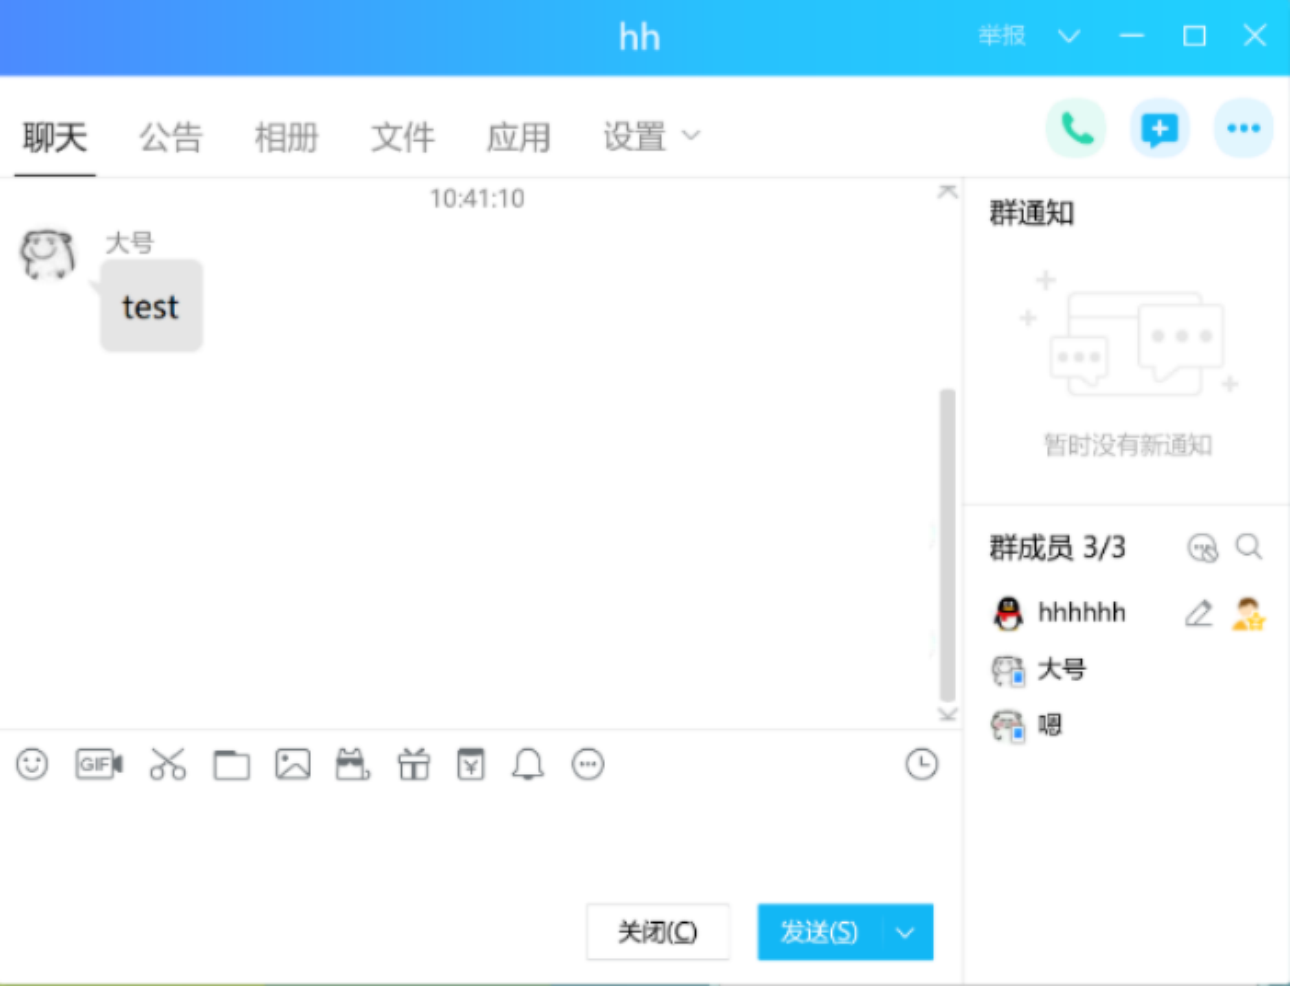 hh
举报
聊天 公告 相册 文件 应用 设置
10:41:10
大号
test
群通知
暂时没有新通知
群成员 3/3
hhhhhh
大号
嗯
GIF
关闭(C)
发送(S)